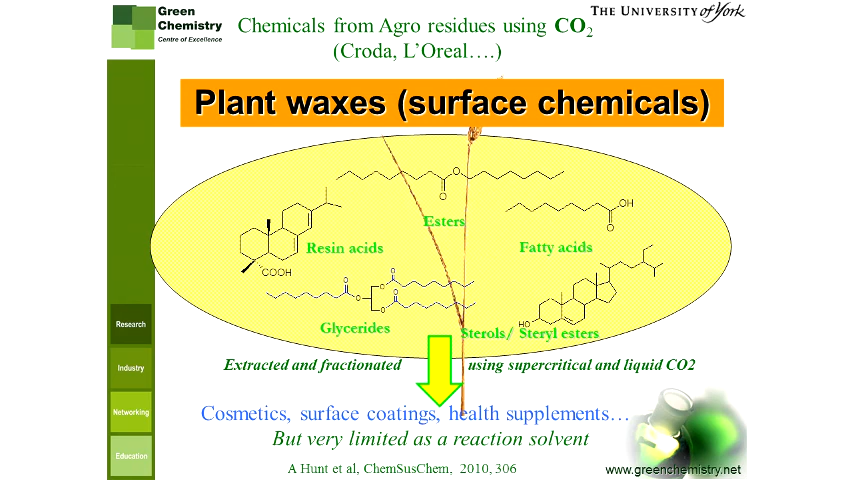 Green
Chemistry
Centre of Excellence
THE UNIVERSITY of York
Chemicals from Agro residues using CO2
(Croda, L'Oreal….)
Plant waxes (surface chemicals)
O
O
Esters
OH
O
Fatty acids
Resin acids
COOH
O
O
O
O
O
O
Glycerides
HO
Sterols/ Steryl esters
Extracted and fractionated using supercritical and liquid CO2
Cosmetics, surface coatings, health supplements…
But very limited as a reaction solvent
A Hunt et al, ChemSusChem, 2010, 306
www.greenchemistry.net
Research
Industry
Networking
Education